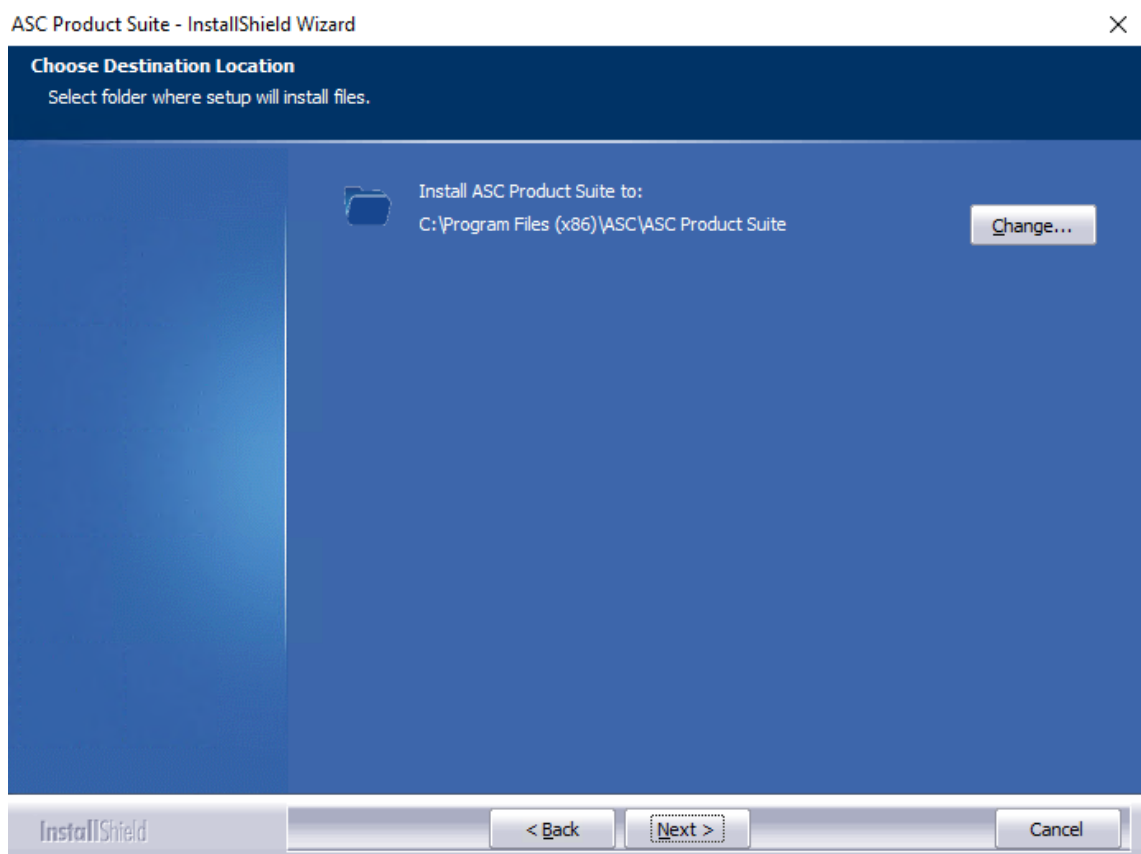 ASC Product Suite - InstallShield Wizard
Choose Destination Location
Select folder where setup will install files.
Install ASC Product Suite to:
C:\Program Files (x86)\ASC\ASC Product Suite
Change...
InstallShield
< Back
Next >
Cancel